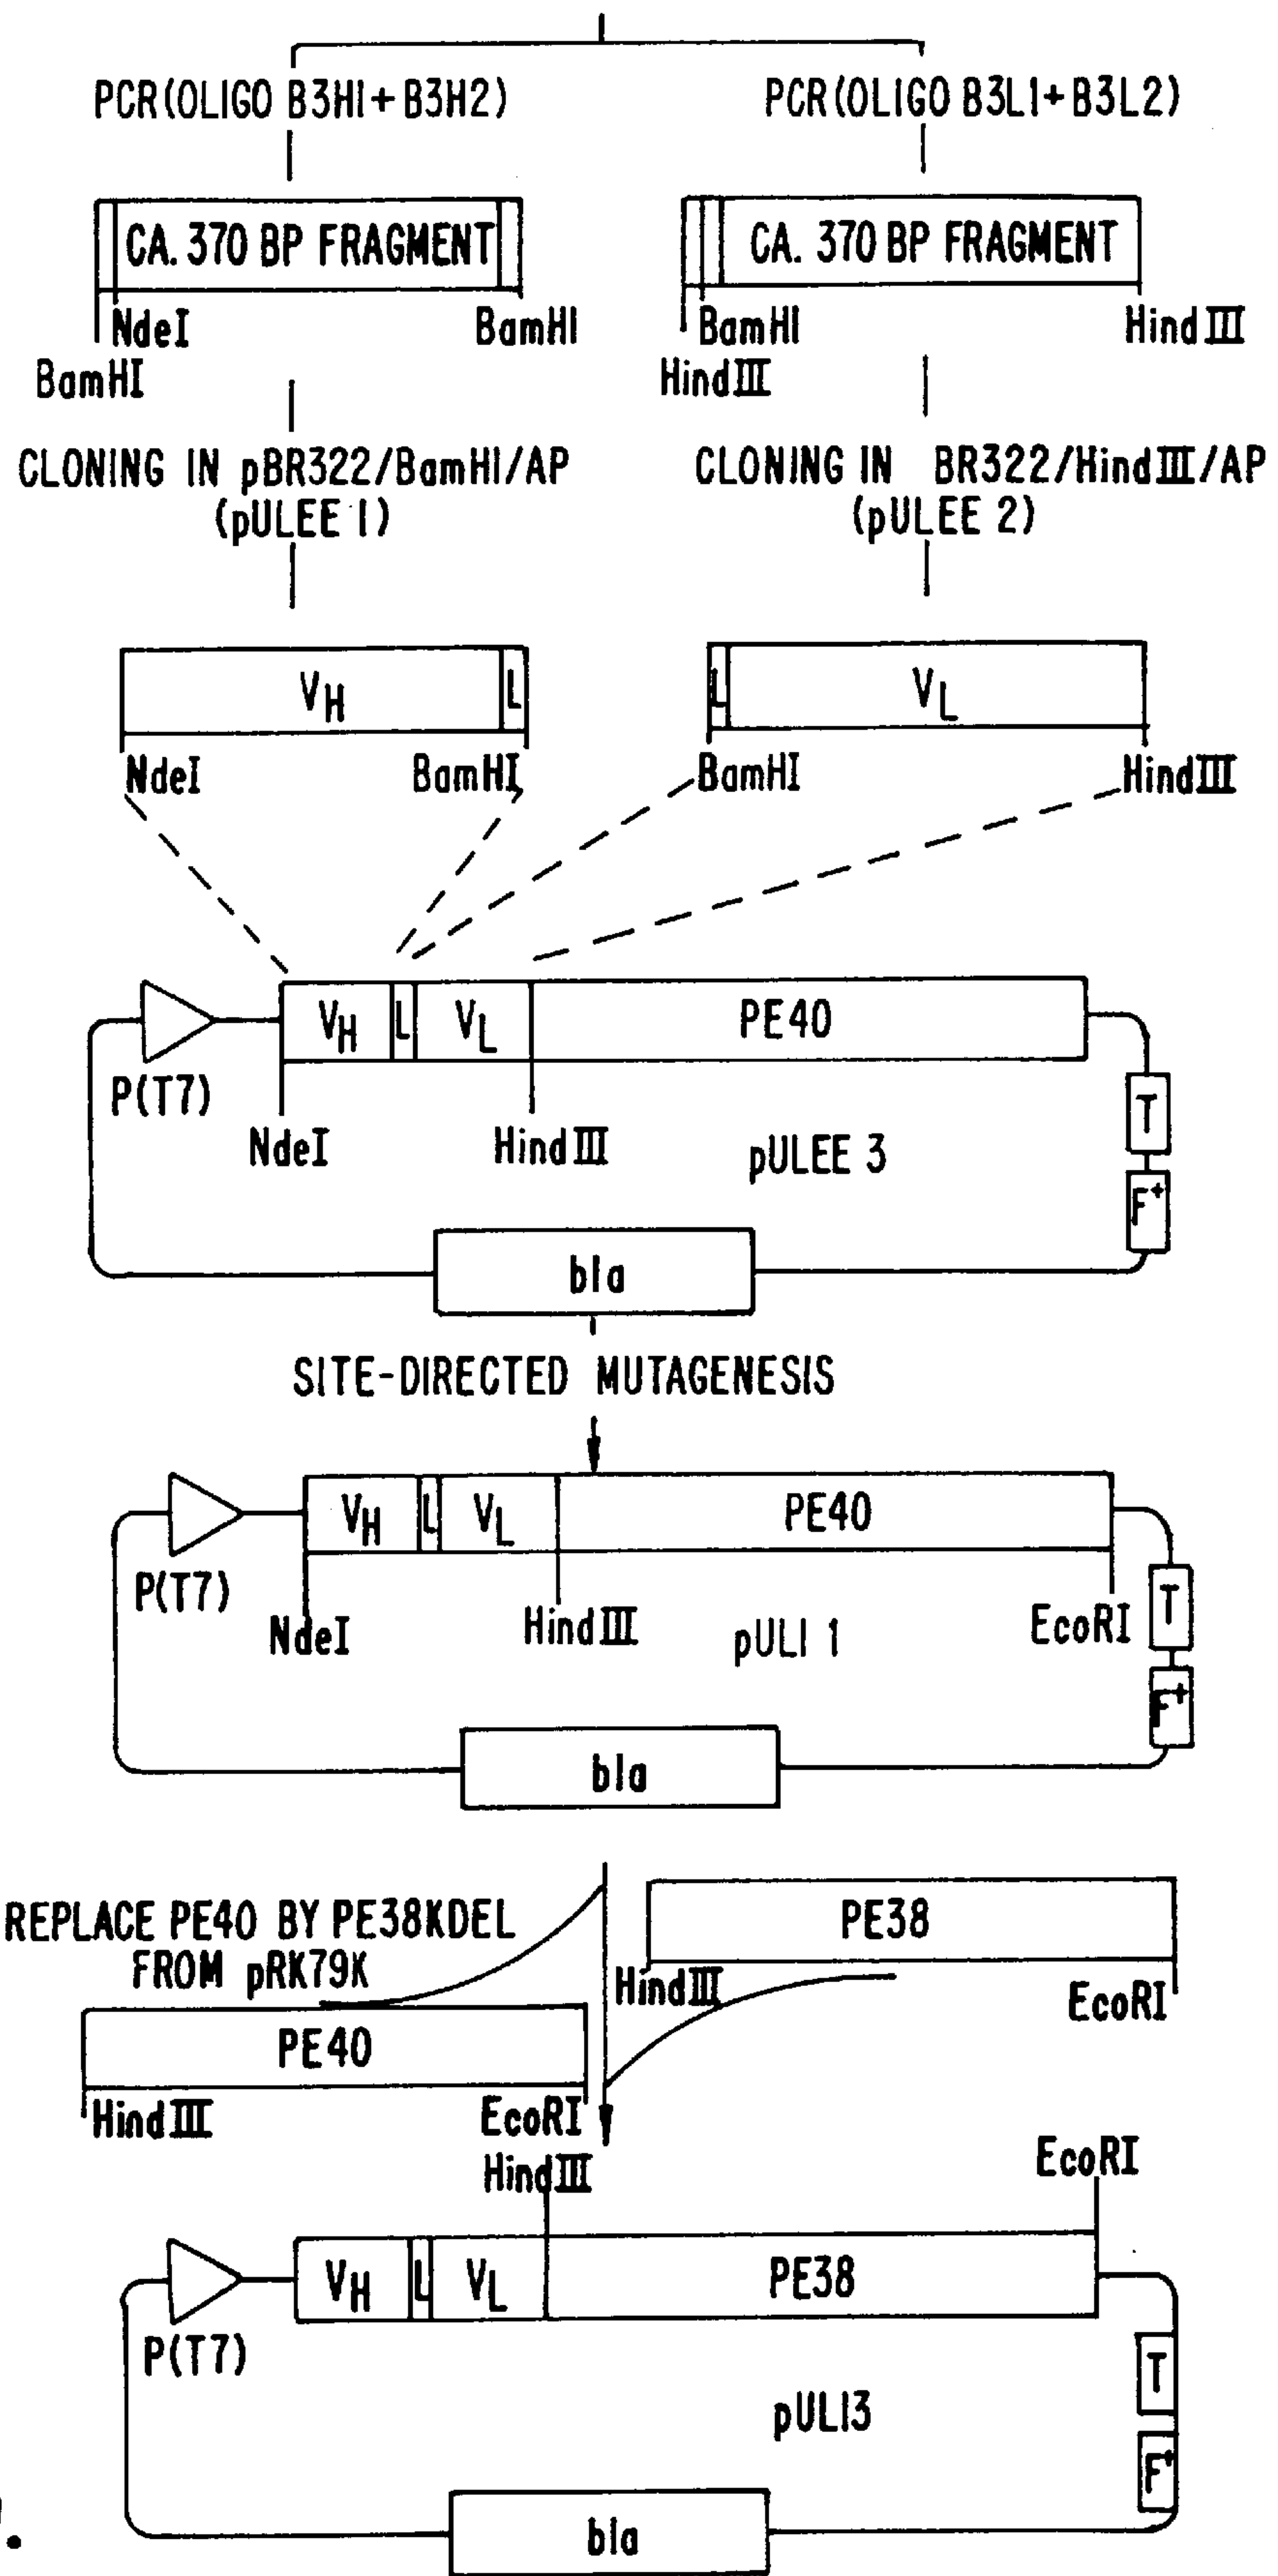 PCR(OLIGO B3H1+B3H2)
PCR(OLIGO B3L1+B3L2)
CA. 370 BP FRAGMENT
CA. 370 BP FRAGMENT
NdeI
BamHI
BamHI
BamHI
HindIII
HindIII
CLONING IN pBR322/BamHI/AP
(pULEE 1)
CLONING IN BR322/HindIII/AP
(pULEE 2)
VH
L
L
VL
NdeI
BamHI
BamHI
HindIII
VH
L
VL
PE40
P(T7)
NdeI
HindIII
pULEE 3
T
F+
bla
SITE-DIRECTED MUTAGENESIS
VH
L
VL
PE40
P(T7)
NdeI
HindIII
pULI 1
EcoRI
T
F+
bla
REPLACE PE40 BY PE38KDEL
FROM pRK79K
PE38
HindIII
EcoRI
PE40
HindIII
EcoRI
HindIII
EcoRI
VH
L
VL
PE38
P(T7)
pULI3
T
F+
bla